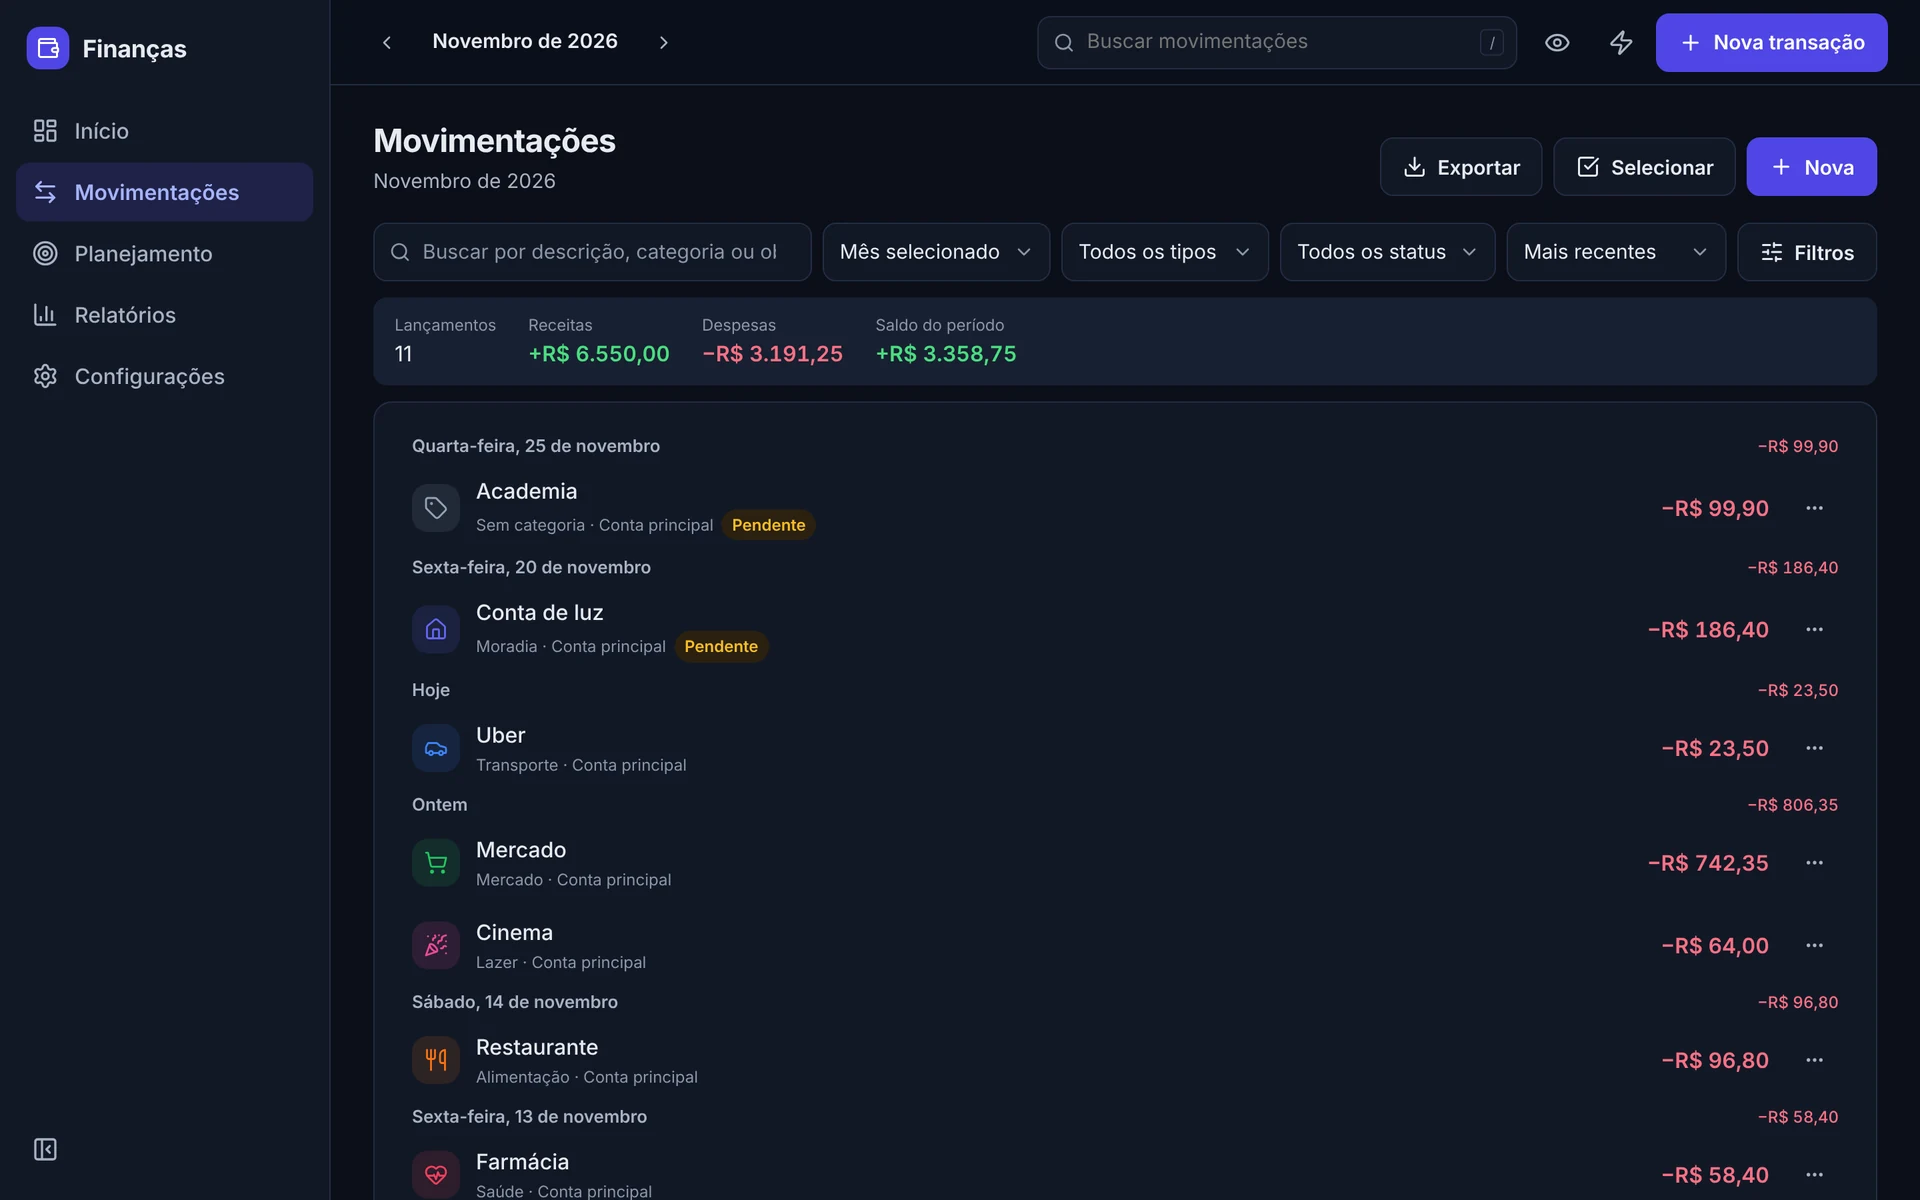 Finanças
Início
Movimentações
Planejamento
Relatórios
Configurações
Novembro de 2026
Buscar movimentações
/
Nova transação
Movimentações
Novembro de 2026
Exportar
Selecionar
Nova
Buscar por descrição, categoria ou ol
Mês selecionado
Todos os tipos
Todos os status
Mais recentes
Filtros
Lançamentos
11
Receitas
+R$ 6.550,00
Despesas
−R$ 3.191,25
Saldo do período
+R$ 3.358,75
Quarta-feira, 25 de novembro
−R$ 99,90
Academia
Sem categoria · Conta principal
Pendente
−R$ 99,90
Sexta-feira, 20 de novembro
−R$ 186,40
Conta de luz
Moradia · Conta principal
Pendente
−R$ 186,40
Hoje
−R$ 23,50
Uber
Transporte · Conta principal
−R$ 23,50
Ontem
−R$ 806,35
Mercado
Mercado · Conta principal
−R$ 742,35
Cinema
Lazer · Conta principal
−R$ 64,00
Sábado, 14 de novembro
−R$ 96,80
Restaurante
Alimentação · Conta principal
−R$ 96,80
Sexta-feira, 13 de novembro
−R$ 58,40
Farmácia
Saúde · Conta principal
−R$ 58,40